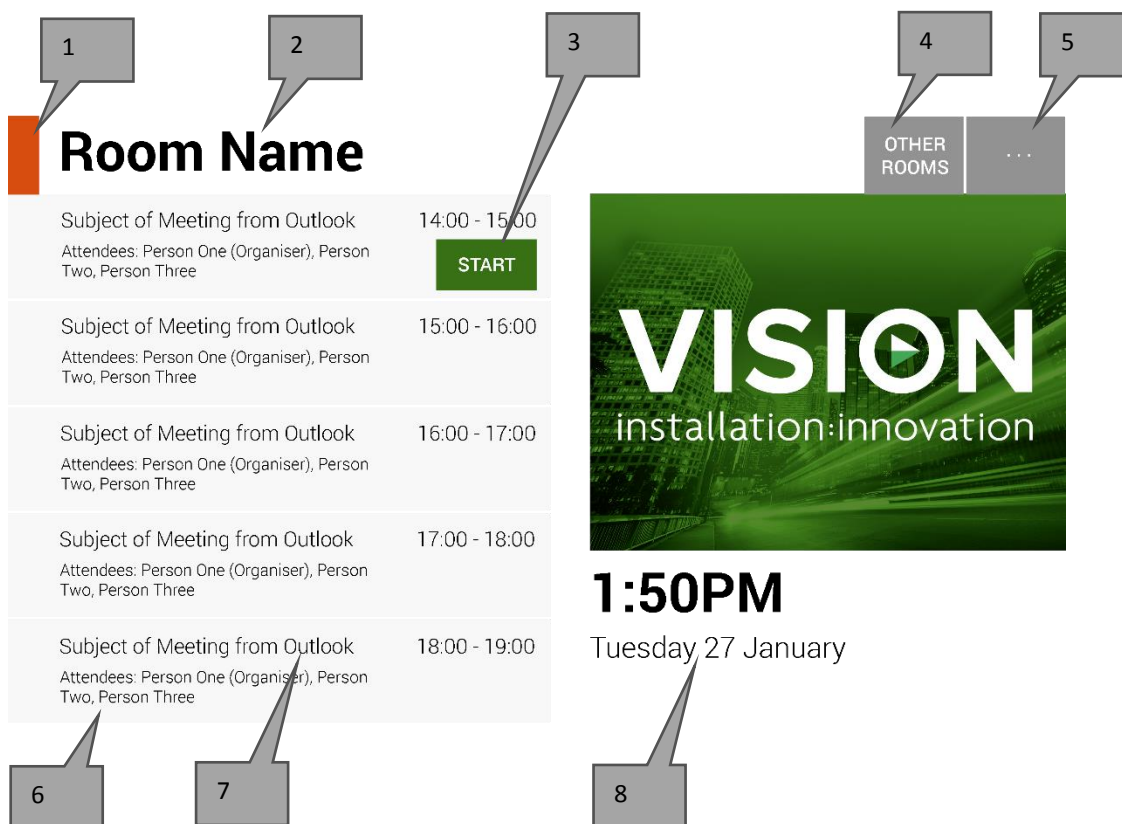 1
2
3
4
5
Room Name
OTHER
ROOMS
...
Subject of Meeting from Outlook 14:00 - 15:00
Attendees: Person One (Organiser), Person
Two, Person Three
START
Subject of Meeting from Outlook 15:00 - 16:00
Attendees: Person One (Organiser), Person
Two, Person Three
Subject of Meeting from Outlook 16:00 - 17:00
Attendees: Person One (Organiser), Person
Two, Person Three
Subject of Meeting from Outlook 17:00 - 18:00
Attendees: Person One (Organiser), Person
Two, Person Three
Subject of Meeting from Outlook 18:00 - 19:00
Attendees: Person One (Organiser), Person
Two, Person Three
VISION
installation:innovation
1:50PM
Tuesday 27 January
6
7
8